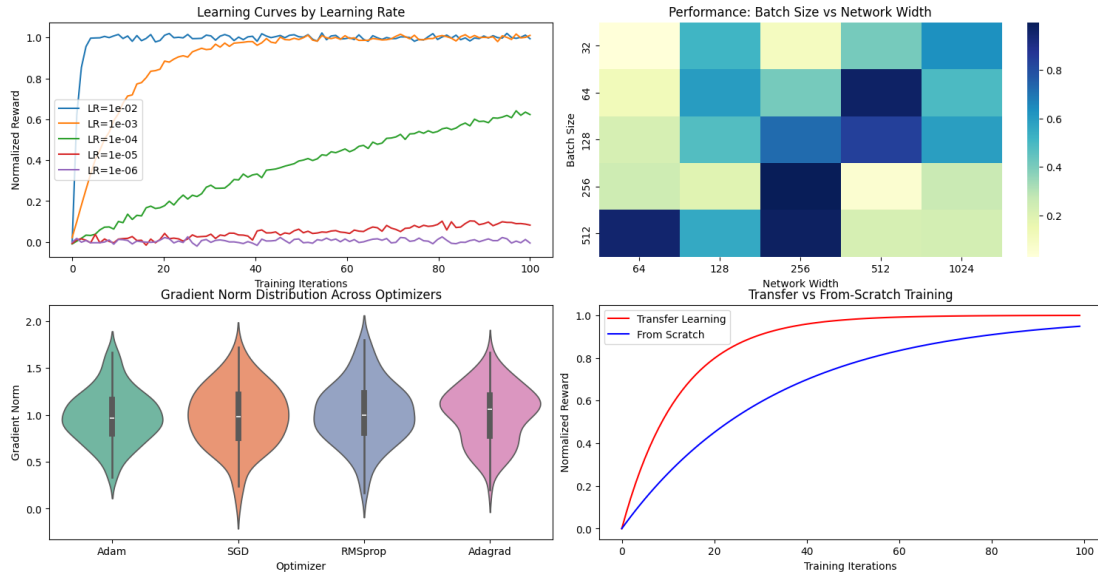 Learning Curves by Learning Rate
Normalized Reward
1.0
0.8
0.6
0.4
0.2
0.0
LR=1e-02
LR=1e-03
LR=1e-04
LR=1e-05
LR=1e-06
0 20 40 60 80 100
Training Iterations
Performance: Batch Size vs Network Width
Batch Size
32
64
128
256
512
64 128 256 512 1024
Network Width
0.8
0.6
0.4
0.2
Gradient Norm Distribution Across Optimizers
Gradient Norm
2.0
1.5
1.0
0.5
0.0
Adam SGD RMSprop Adagrad
Optimizer
Transfer vs From-Scratch Training
Normalized Reward
1.0
0.8
0.6
0.4
0.2
0.0
Transfer Learning
From Scratch
0 20 40 60 80 100
Training Iterations